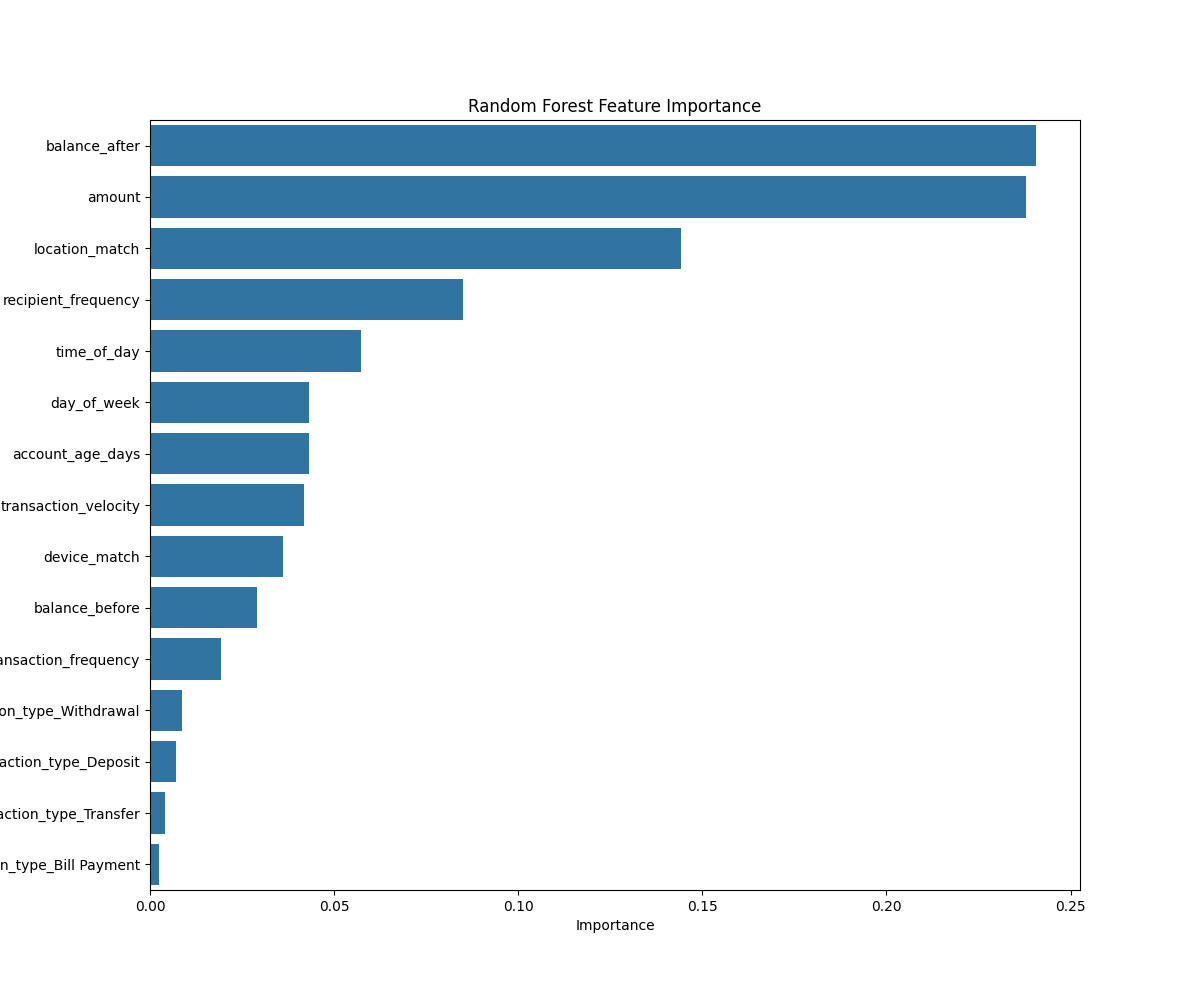 Random Forest Feature Importance
balance_after
amount
location_match
recipient_frequency
time_of_day
day_of_week
account_age_days
transaction_velocity
device_match
balance_before
ansaction_frequency
on_type_Withdrawal
action_type_Deposit
action_type_Transfer
n_type_Bill Payment
0.00 0.05 0.10 0.15 0.20 0.25
Importance